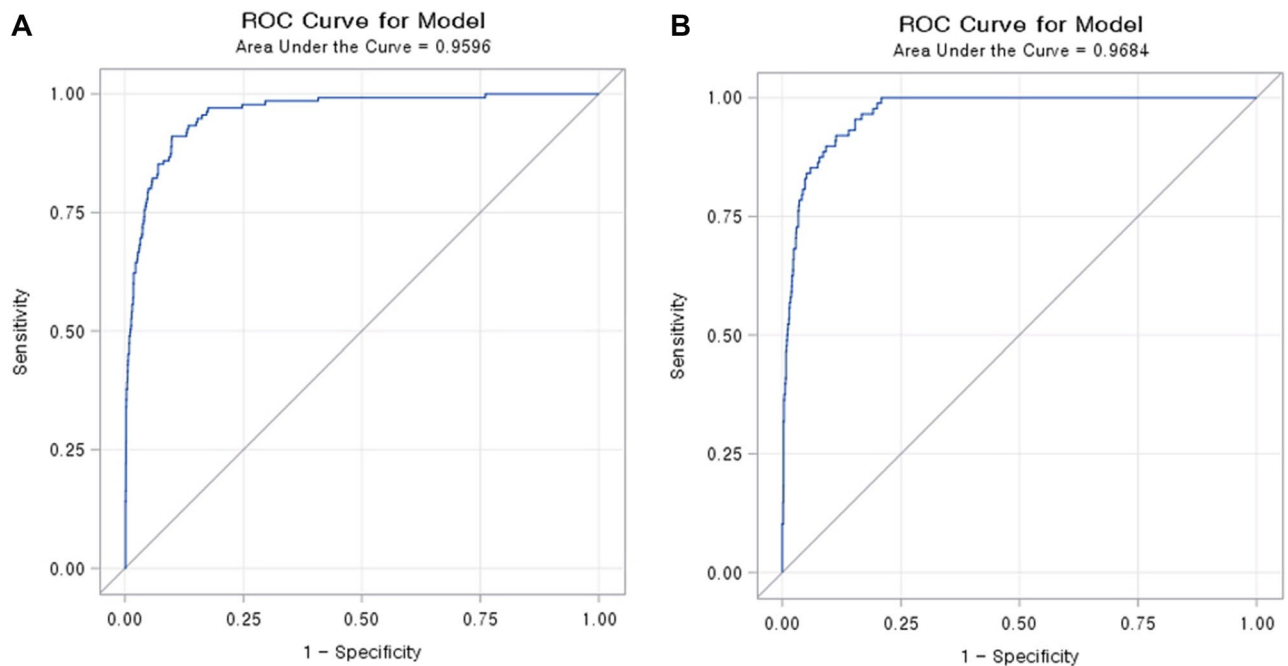 A
ROC Curve for Model
Area Under the Curve = 0.9596
1.00
0.75
0.50
0.25
0.00
Sensitivity
0.00 0.25 0.50 0.75 1.00
1 – Specificity
B
ROC Curve for Model
Area Under the Curve = 0.9684
1.00
0.75
0.50
0.25
0.00
Sensitivity
0.00 0.25 0.50 0.75 1.00
1 – Specificity